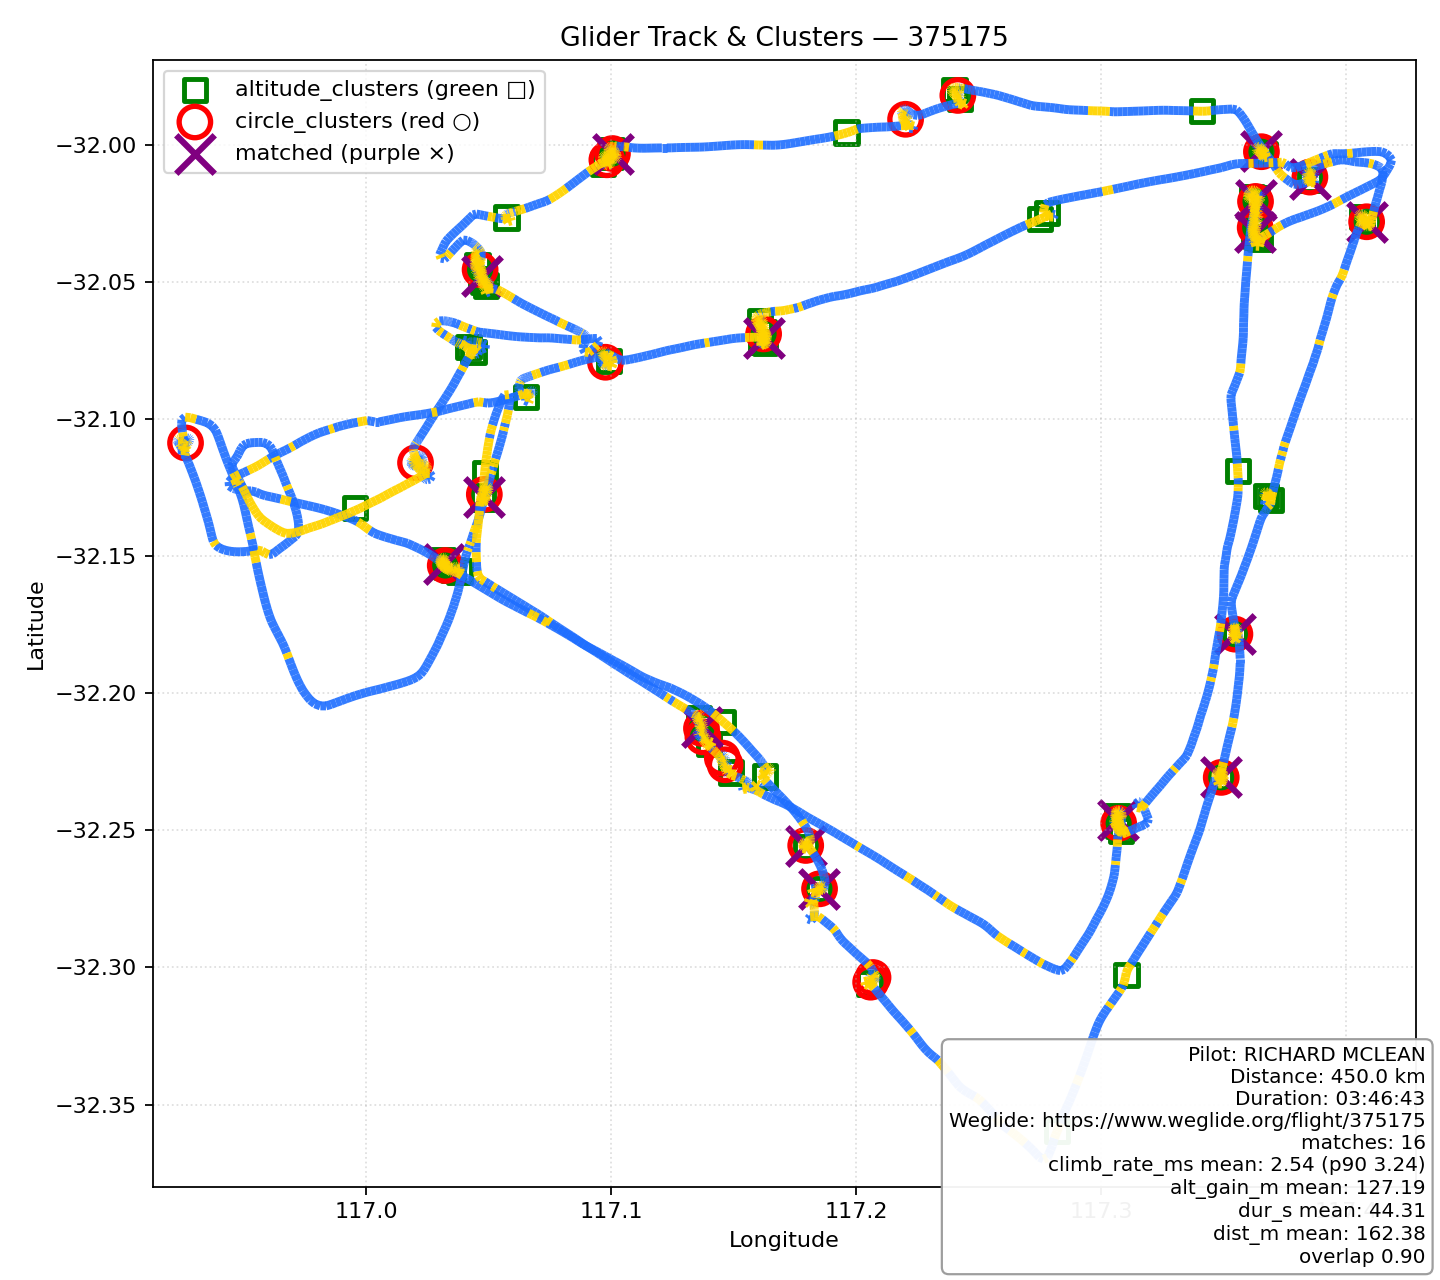 Glider Track & Clusters — 375175
altitude_clusters (green □)
circle_clusters (red ○)
matched (purple ×)
−32.00
−32.05
−32.10
−32.15
−32.20
−32.25
−32.30
−32.35
Latitude
117.0
117.1
117.2
117.3
Longitude
Pilot: RICHARD MCLEAN
Distance: 450.0 km
Duration: 03:46:43
Weglide: https://www.weglide.org/flight/375175
matches: 16
climb_rate_ms mean: 2.54 (p90 3.24)
alt_gain_m mean: 127.19
dur_s mean: 44.31
dist_m mean: 162.38
overlap 0.90